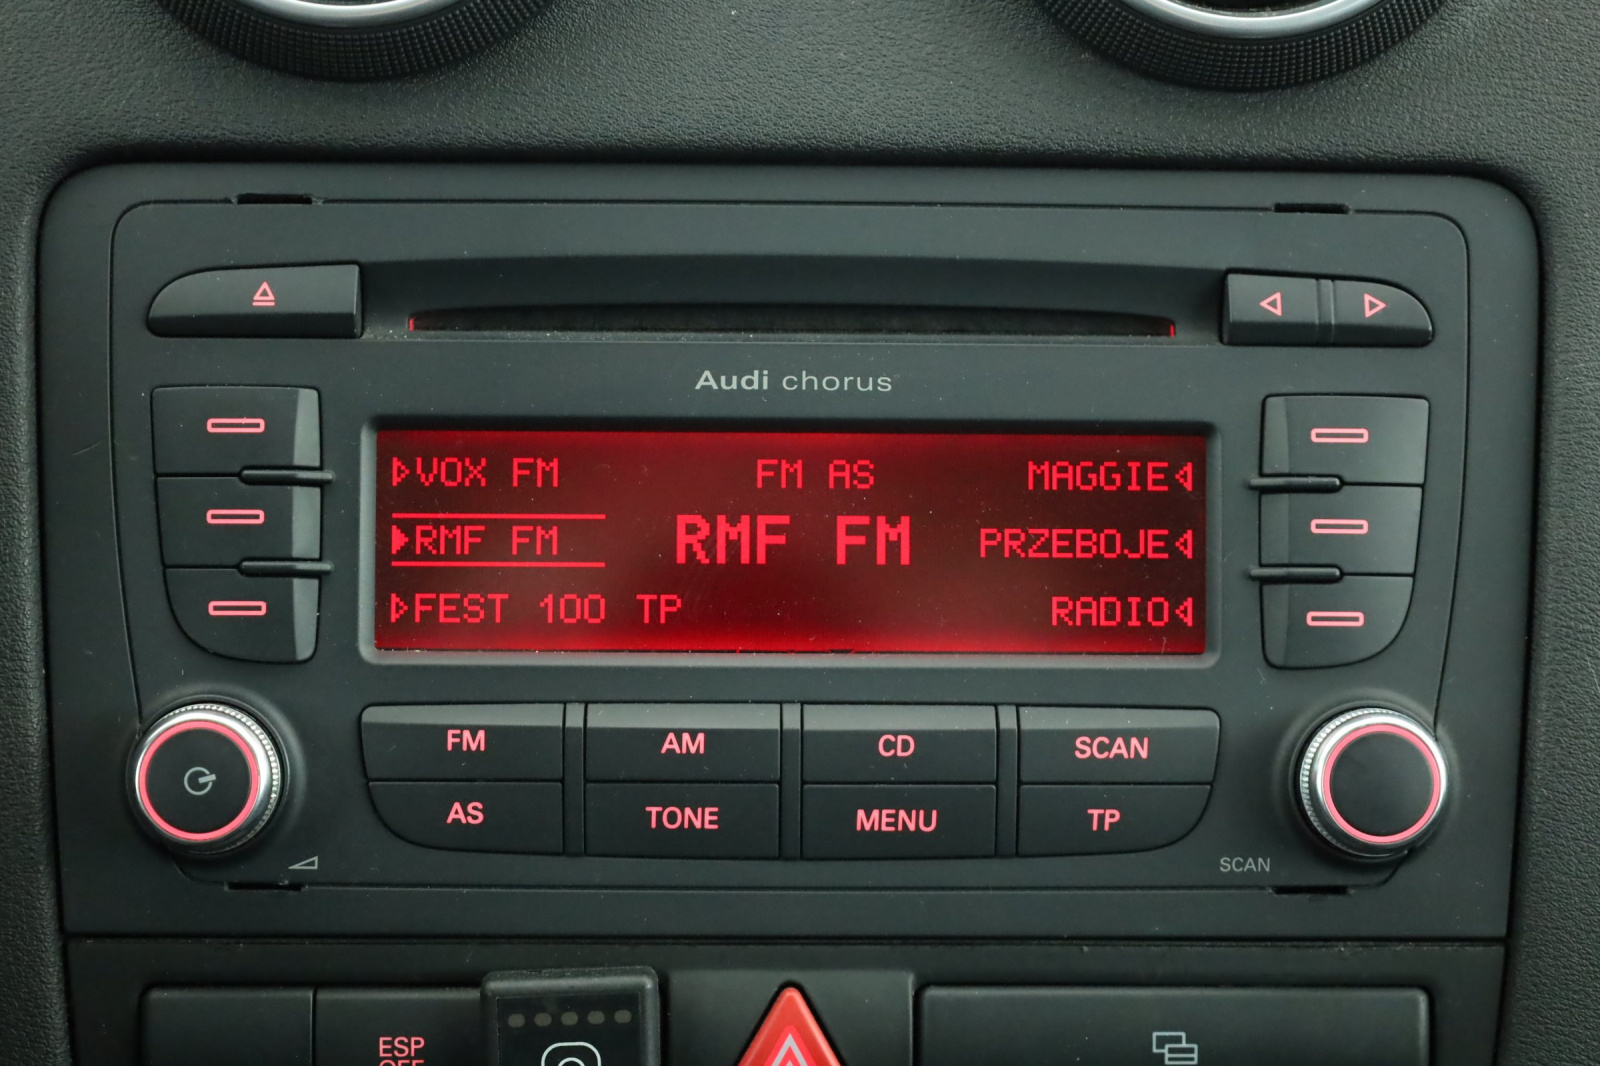 Audi chorus
VOX FM FM AS MAGGIE
RMF FM RMF FM PRZEBOJE
FEST 100 TP RADIO
FM AM CD SCAN
AS TONE MENU TP
SCAN
ESP
OFF